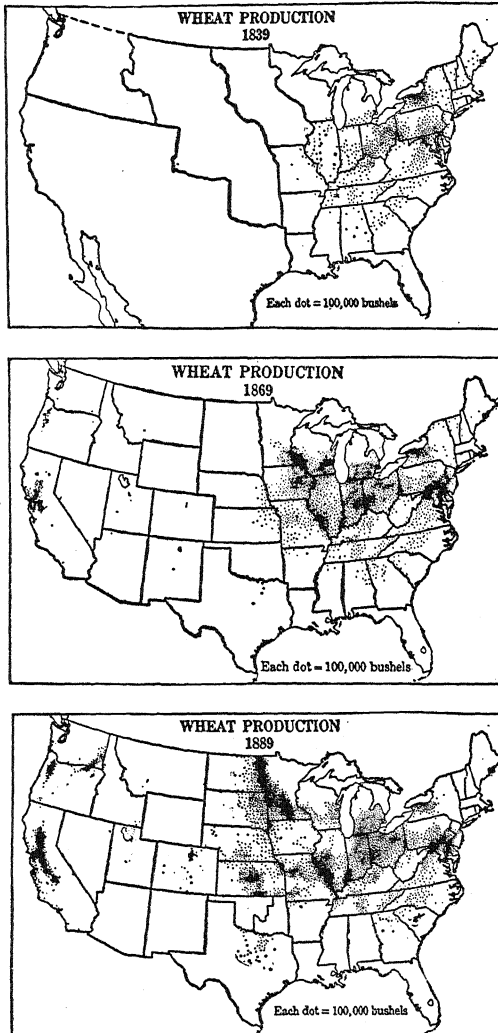 WHEAT PRODUCTION
1839
Each dot = 100,000 bushels
WHEAT PRODUCTION
1869
Each dot = 100,000 bushels
WHEAT PRODUCTION
1889
Each dot = 100,000 bushels